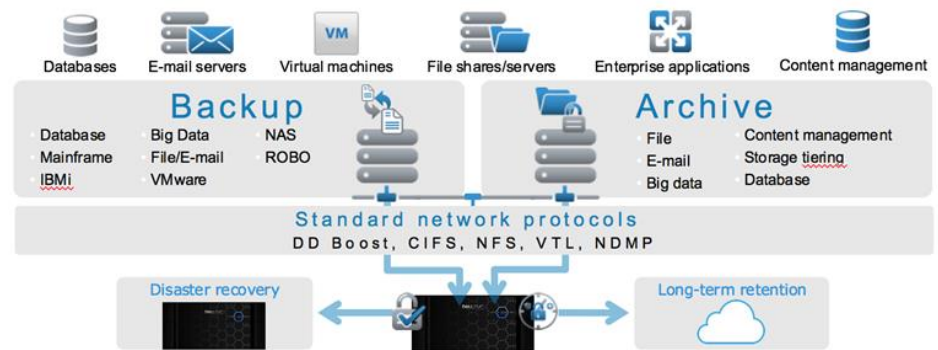 VM
Databases
E-mail servers
Virtual machines
File shares/servers
Enterprise applications
Content management
Backup
Database
Mainframe
IBMi
Big Data
File/E-mail
VMware
NAS
ROBO
Archive
File
E-mail
Big data
Content management
Storage tiering
Database
Standard network protocols
DD Boost, CIFS, NFS, VTL, NDMP
Disaster recovery
Long-term retention